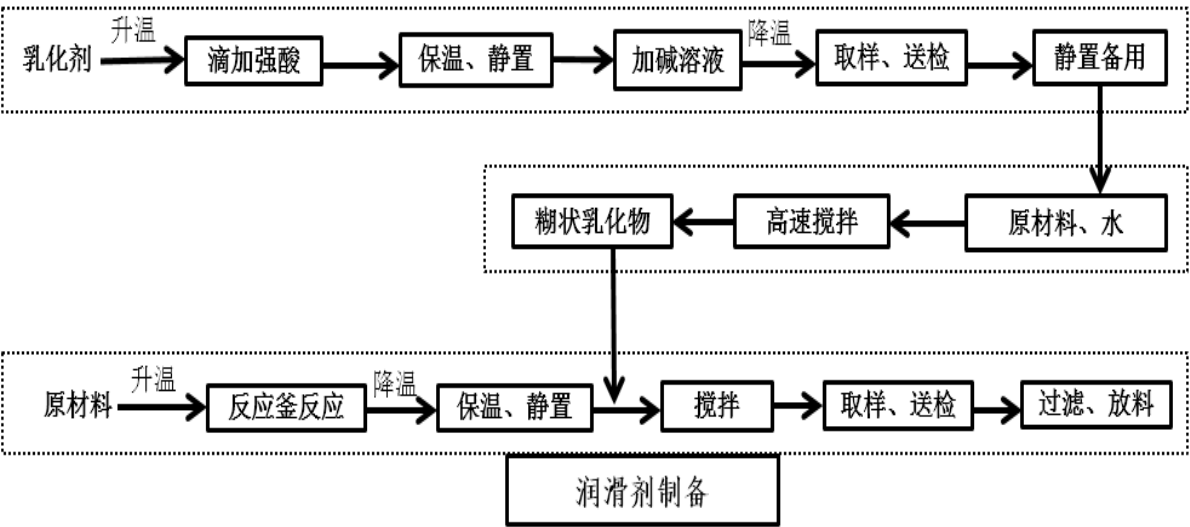 乳化剂 升温 滴加强酸 保温、静置 加碱溶液 降温 取样、送检 静置备用
糊状乳化物 高速搅拌 原材料、水
原材料 升温 反应釜反应 降温 保温、静置 搅拌 取样、送检 过滤、放料
润滑剂制备